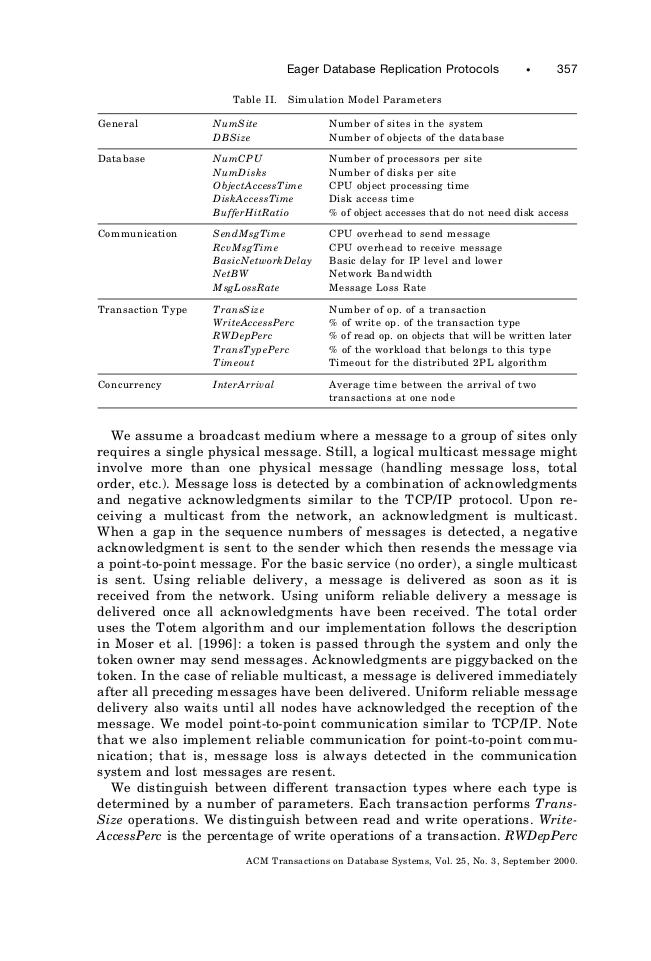 Eager Database Replication Protocols • 357
Table II. Simulation Model Parameters
General NumSite Number of sites in the system
DBSize Number of objects of the database
Database NumCPU Number of processors per site
NumDisks Number of disks per site
ObjectAccessTime CPU object processing time
DiskAccessTime Disk access time
BufferHitRatio % of object accesses that do not need disk access
Communication SendMsgTime CPU overhead to send message
RcvMsgTime CPU overhead to receive message
BasicNetworkDelay Basic delay for IP level and lower
NetBW Network Bandwidth
MsgLossRate Message Loss Rate
Transaction Type TransSize Number of op. of a transaction
WriteAccessPerc % of write op. of the transaction type
RWDepPerc % of read op. on objects that will be written later
TransTypePerc % of the workload that belongs to this type
Timeout Timeout for the distributed 2PL algorithm
Concurrency InterArrival Average time between the arrival of two
transactions at one node
We assume a broadcast medium where a message to a group of sites only
requires a single physical message. Still, a logical multicast message might
involve more than one physical message (handling message loss, total
order, etc.). Message loss is detected by a combination of acknowledgments
and negative acknowledgments similar to the TCP/IP protocol. Upon re-
ceiving a multicast from the network, an acknowledgment is multicast.
When a gap in the sequence numbers of messages is detected, a negative
acknowledgment is sent to the sender which then resends the message via
a point-to-point message. For the basic service (no order), a single multicast
is sent. Using reliable delivery, a message is delivered as soon as it is
received from the network. Using uniform reliable delivery a message is
delivered once all acknowledgments have been received. The total order
uses the Totem algorithm and our implementation follows the description
in Moser et al. [1996]: a token is passed through the system and only the
token owner may send messages. Acknowledgments are piggybacked on the
token. In the case of reliable multicast, a message is delivered immediately
after all preceding messages have been delivered. Uniform reliable message
delivery also waits until all nodes have acknowledged the reception of the
message. We model point-to-point communication similar to TCP/IP. Note
that we also implement reliable communication for point-to-point commu-
nication; that is, message loss is always detected in the communication
system and lost messages are resent.
We distinguish between different transaction types where each type is
determined by a number of parameters. Each transaction performs Trans-
Size operations. We distinguish between read and write operations. Write-
AccessPerc is the percentage of write operations of a transaction. RWDepPerc
ACM Transactions on Database Systems, Vol. 25, No. 3, September 2000.